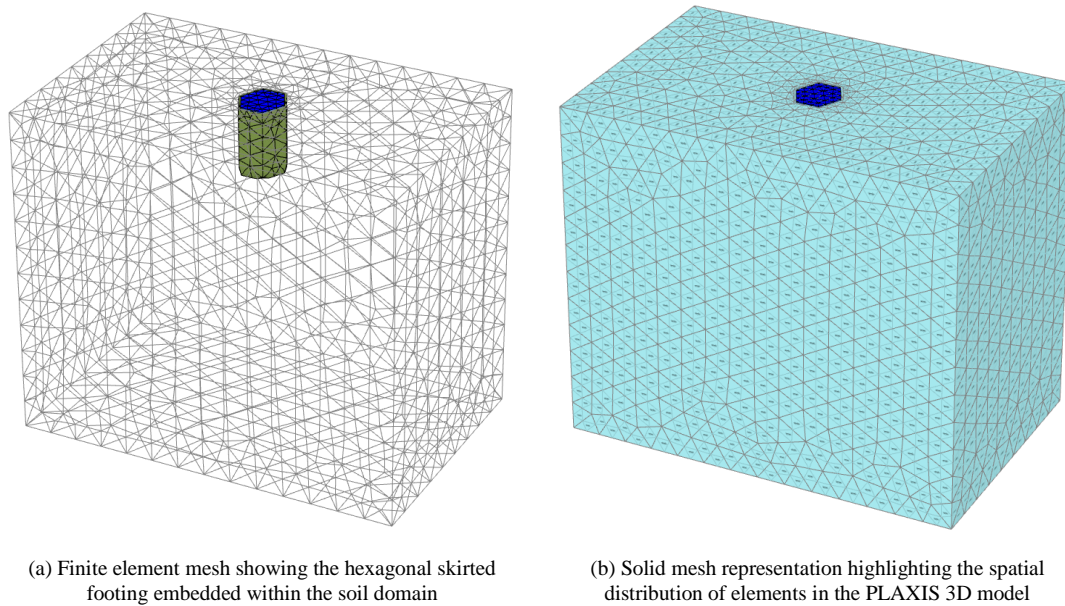 (a) Finite element mesh showing the hexagonal skirted
footing embedded within the soil domain
(b) Solid mesh representation highlighting the spatial
distribution of elements in the PLAXIS 3D model